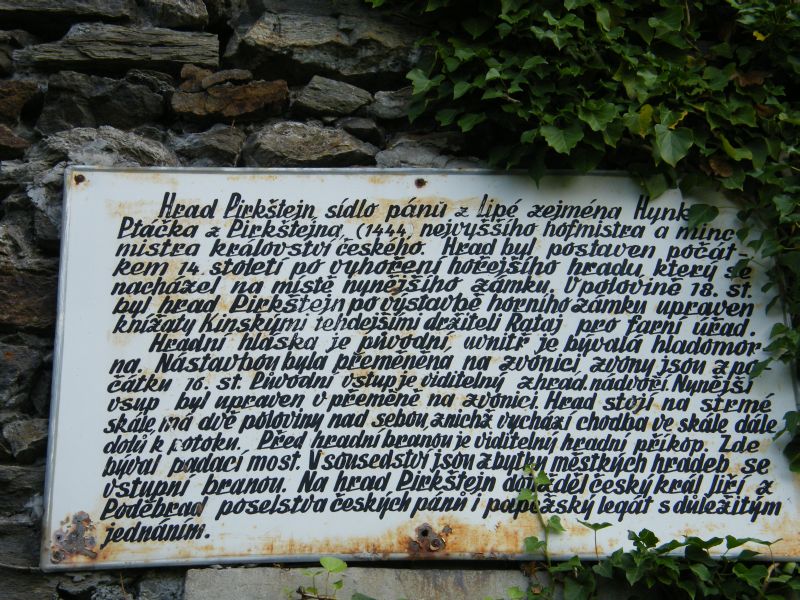 Hrad Pirkštejn sídlo pánů z Lipé zejména Hynk
Ptáčka z Pirkštejna, (1444) nejvyššího hofmistra a minc
mistra království českého. Hrad byl postaven počát-
kem 14. století po vyhoření hořejšího hradu, který se
nacházel na místě nynějšího zámku. V polovině 18. st.
byl hrad Pirkštejn po výstavbě horního zámku upraven
knížaty Kinskými tehdejšími držiteli Rataj pro farní úřad.
Hradní hláska je původní, uvnitř je bývalá hladomor
na. Nástavbou byla přeměněna na zvonici, zvony jsou z po
čátku 16. st. Původní vstup je viditelný z hrad. nádvoří. Nynější
vsup byl upraven v přeměně na zvonici. Hrad stojí na strmé
skále má dvě poloviny nad sebou, z nichž vychází chodba ve skále dále
dolů k potoku. Před hradní branou je viditelný hradní příkop. Zde
býval padací most. V sousedství jsou zbytky městkých hradeb se
vstupní branou. Na hrad Pirkštejn dojížděl český král Jiří z
Poděbrad poselstva českých pánů i papežský legát s důležitým
jednáním.